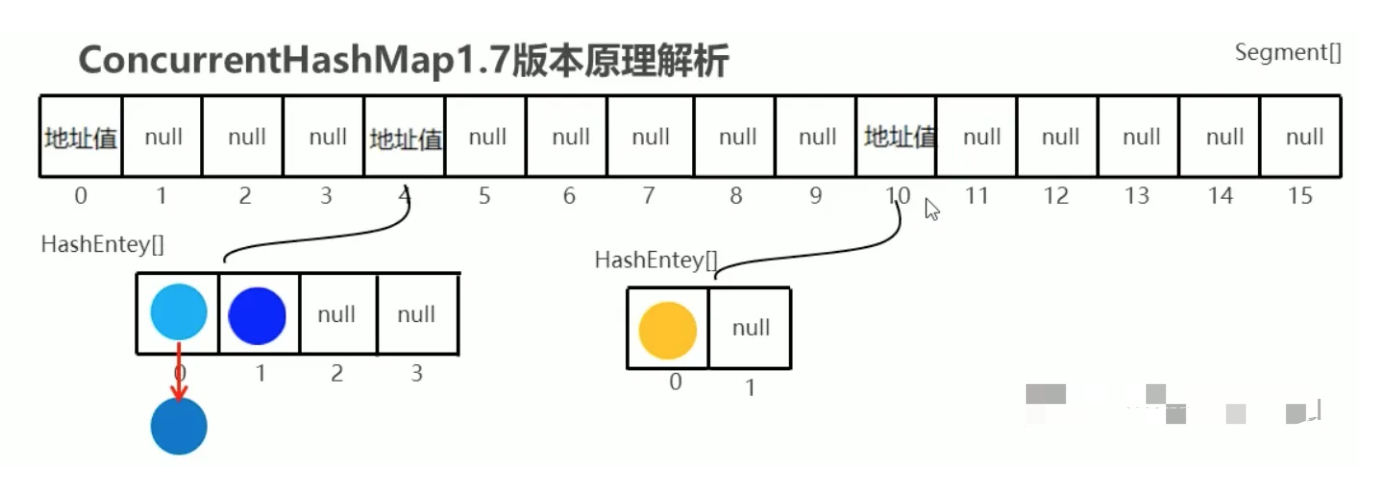 ConcurrentHashMap1.7版本原理解析
Segment[]
地址值 null null null 地址值 null null null null null 地址值 null null null null null
0 1 2 3 4 5 6 7 8 9 10 11 12 13 14 15
HashEntey[]
null null
0 1 2 3
HashEntey[]
null
0 1